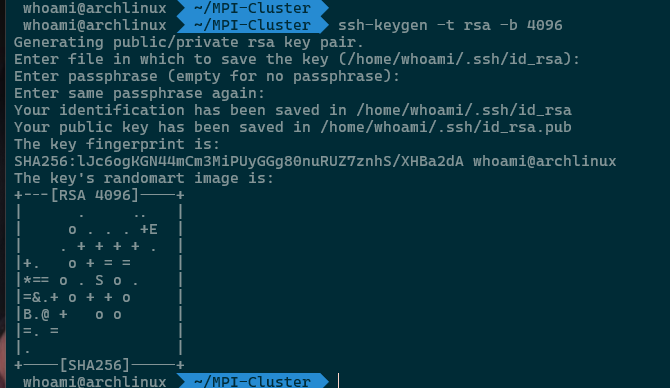 whoami@archlinux ~/MPI-Cluster
whoami@archlinux ~/MPI-Cluster ssh-keygen -t rsa -b 4096
Generating public/private rsa key pair.
Enter file in which to save the key (/home/whoami/.ssh/id_rsa):
Enter passphrase (empty for no passphrase):
Enter same passphrase again:
Your identification has been saved in /home/whoami/.ssh/id_rsa
Your public key has been saved in /home/whoami/.ssh/id_rsa.pub
The key fingerprint is:
SHA256:lJc6ogKGN44mCm3MiPUyGGg80nuRUZ7znhS/XHBa2dA whoami@archlinux
The key's randomart image is:
+---[RSA 4096]----+
|      .     ..   |
|     o . . . +E  |
|    . + + + + .  |
|+.   o + = =     |
|*== o . S o .    |
|=&.+ o + + o     |
|B.@ +   o o      |
|=. =             |
|.                |
+----[SHA256]-----+
whoami@archlinux ~/MPI-Cluster